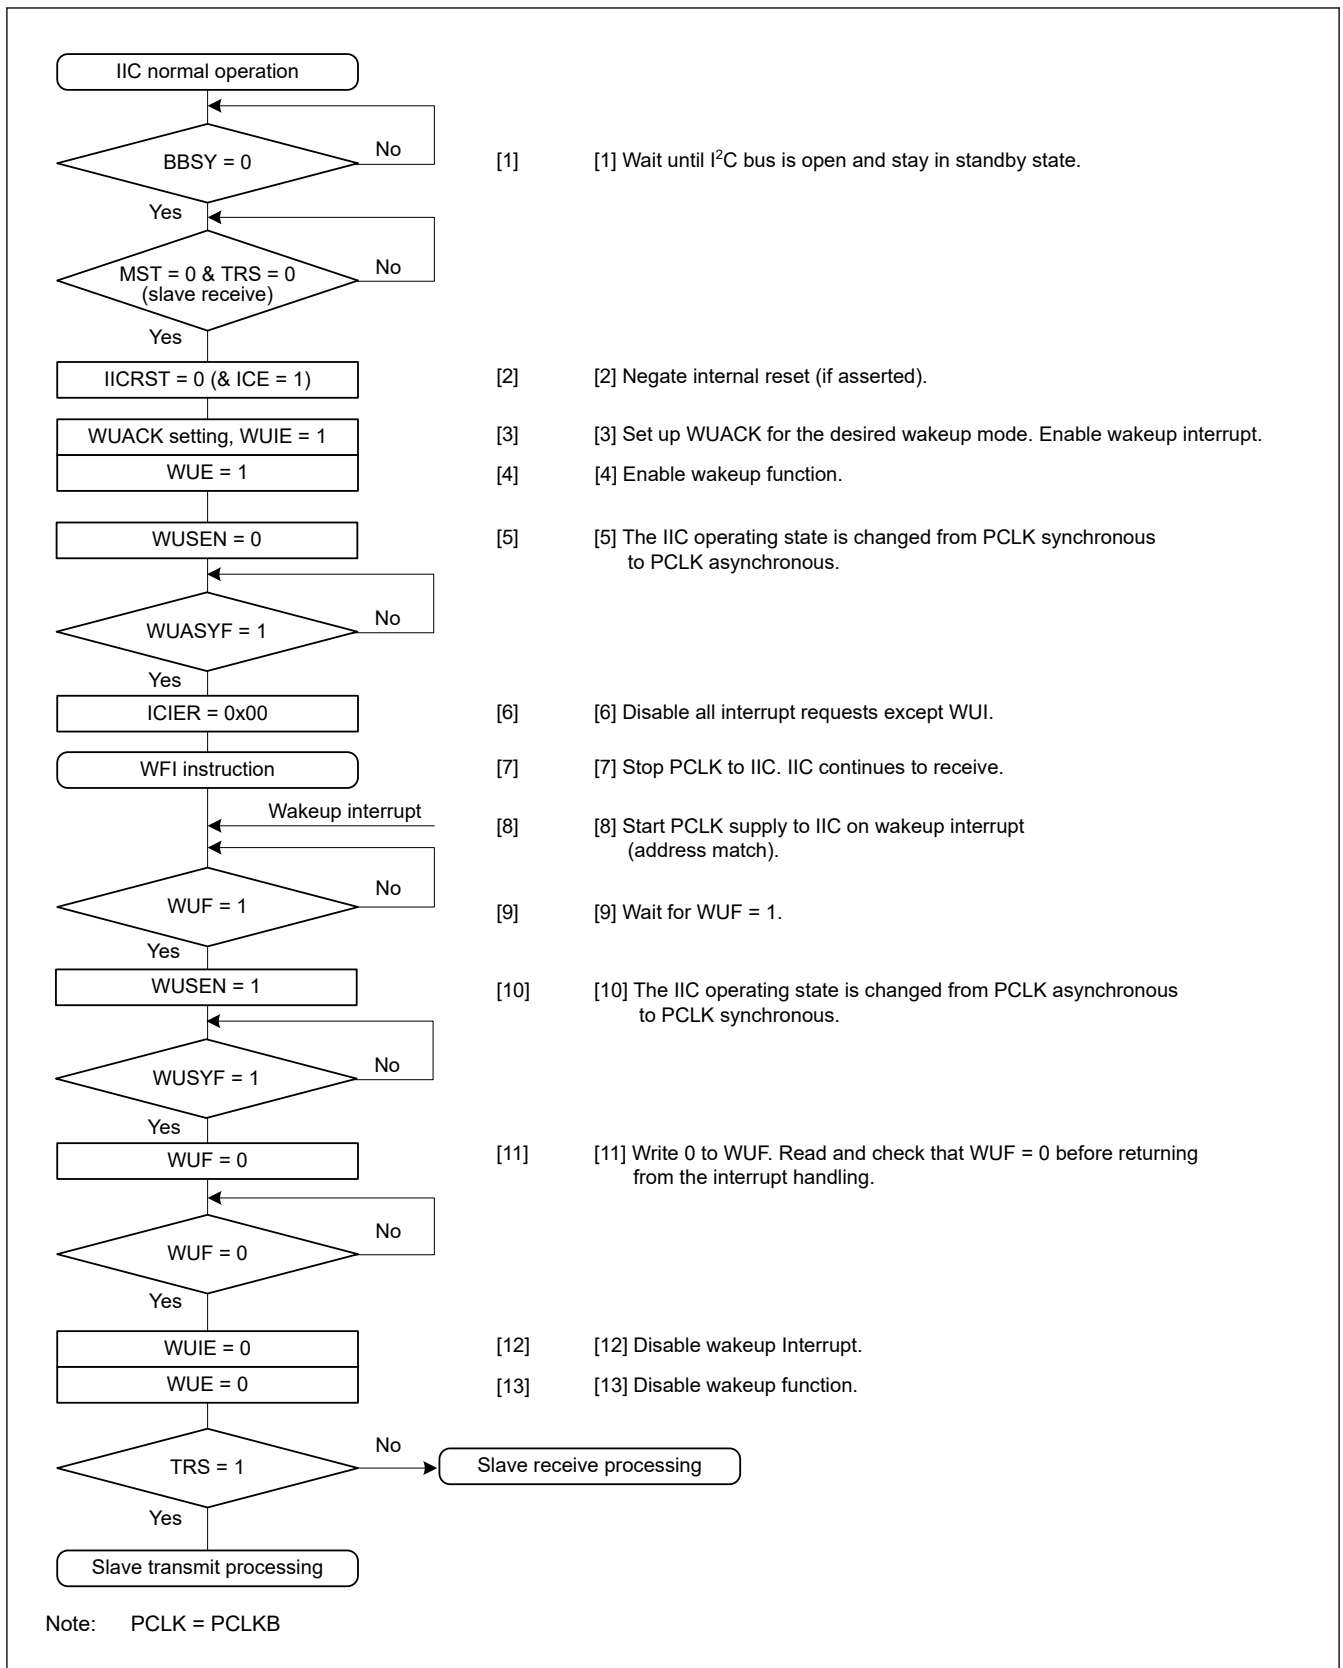 IIC normal operation
BBSY = 0
No
[1] [1] Wait until I²C bus is open and stay in standby state.
Yes
MST = 0 & TRS = 0
(slave receive)
No
Yes
IICRST = 0 (& ICE = 1) [2] [2] Negate internal reset (if asserted).
WUACK setting, WUIE = 1 [3] [3] Set up WUACK for the desired wakeup mode. Enable wakeup interrupt.
WUE = 1 [4] [4] Enable wakeup function.
WUSEN = 0 [5] [5] The IIC operating state is changed from PCLK synchronous
to PCLK asynchronous.
WUASYF = 1
No
Yes
ICIER = 0x00 [6] [6] Disable all interrupt requests except WUI.
WFI instruction [7] [7] Stop PCLK to IIC. IIC continues to receive.
Wakeup interrupt [8] [8] Start PCLK supply to IIC on wakeup interrupt
(address match).
WUF = 1
No
[9] [9] Wait for WUF = 1.
Yes
WUSEN = 1 [10] [10] The IIC operating state is changed from PCLK asynchronous
to PCLK synchronous.
WUSYF = 1
No
Yes
WUF = 0 [11] [11] Write 0 to WUF. Read and check that WUF = 0 before returning
from the interrupt handling.
WUF = 0
No
Yes
WUIE = 0 [12] [12] Disable wakeup Interrupt.
WUE = 0 [13] [13] Disable wakeup function.
TRS = 1
No
Slave receive processing
Yes
Slave transmit processing
Note: PCLK = PCLKB